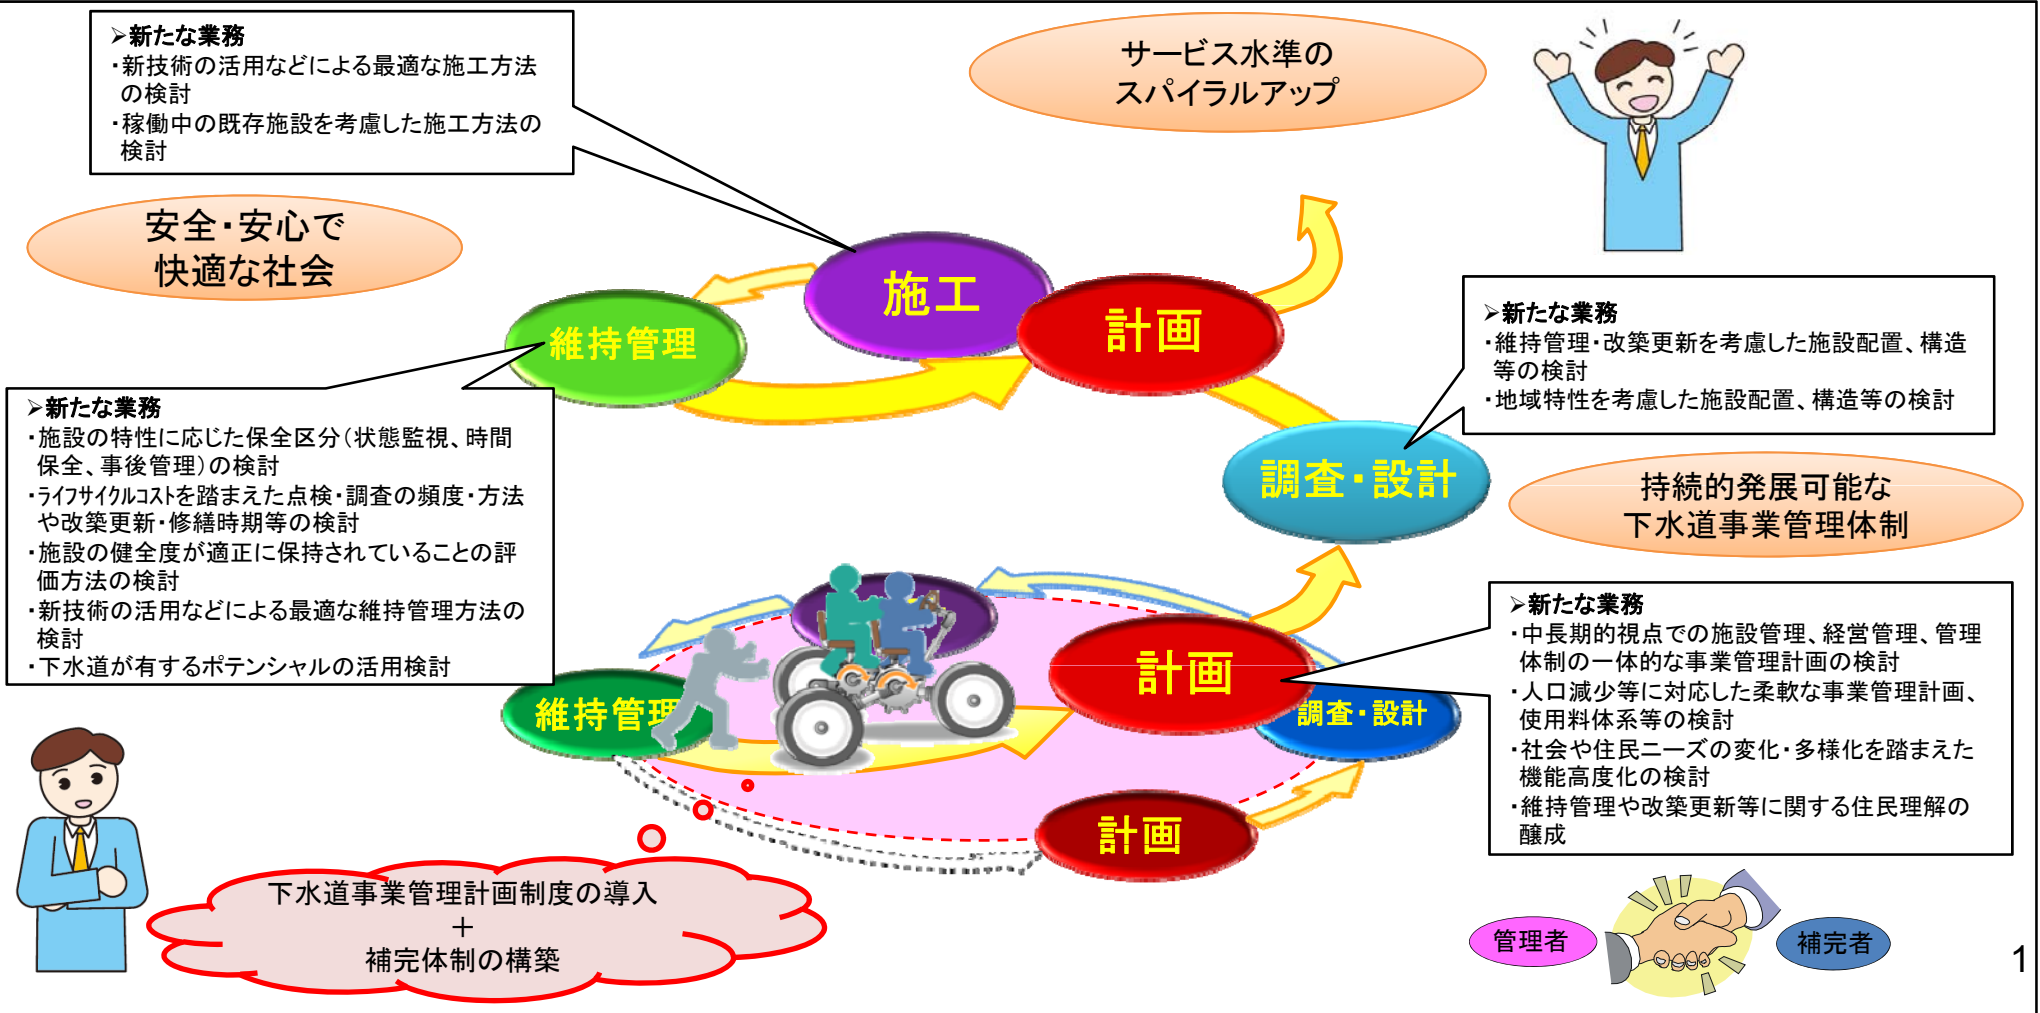 ➢新たな業務
・新技術の活用などによる最適な施工方法
の検討
・稼働中の既存施設を考慮した施工方法の
検討
サービス水準の
スパイラルアップ
安全・安心で
快適な社会
施工
計画
維持管理
➢新たな業務
・維持管理・改築更新を考慮した施設配置、構造
等の検討
・地域特性を考慮した施設配置、構造等の検討
➢新たな業務
・施設の特性に応じた保全区分（状態監視、時間
保全、事後管理）の検討
・ﾗｲﾌｻｲｸﾙｺｽﾄを踏まえた点検・調査の頻度・方法
や改築更新・修繕時期等の検討
・施設の健全度が適正に保持されていることの評
価方法の検討
・新技術の活用などによる最適な維持管理方法の
検討
・下水道が有するポテンシャルの活用検討
調査・設計
持続的発展可能な
下水道事業管理体制
➢新たな業務
・中長期的視点での施設管理、経営管理、管理
体制の一体的な事業管理計画の検討
・人口減少等に対応した柔軟な事業管理計画、
使用料体系等の検討
・社会や住民ニーズの変化・多様化を踏まえた
機能高度化の検討
・維持管理や改築更新等に関する住民理解の
醸成
計画
維持管理
調査・設計
計画
下水道事業管理計画制度の導入
＋
補完体制の構築
管理者
補完者
1